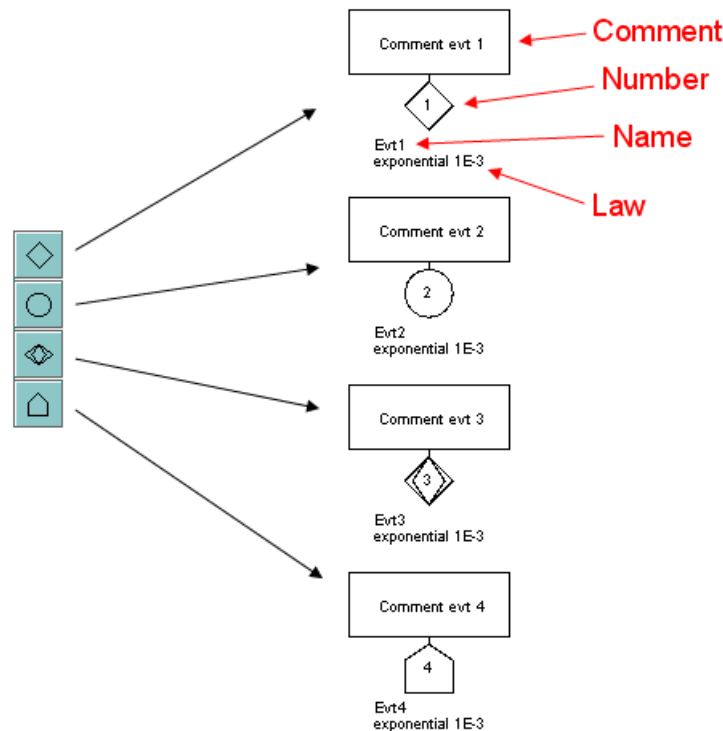 Comment evt 1
Comment
1
Number
Evt1
Name
exponential 1E-3
Law
Comment evt 2
2
Evt2
exponential 1E-3
Comment evt 3
3
Evt3
exponential 1E-3
Comment evt 4
4
Evt4
exponential 1E-3